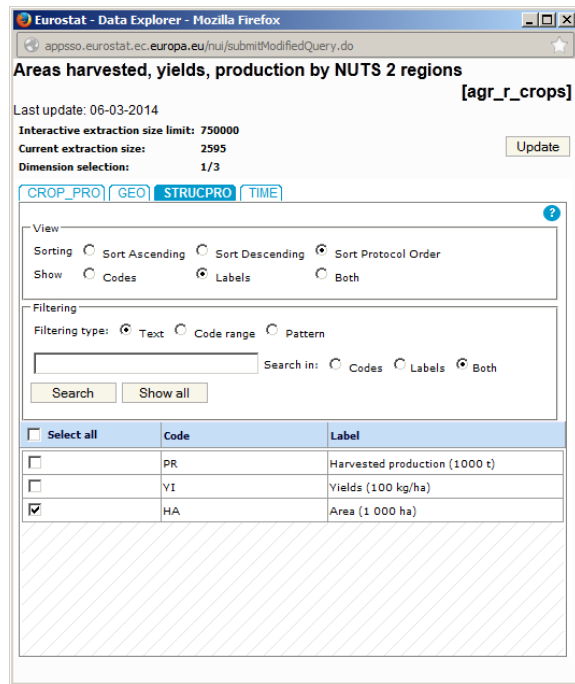 Eurostat - Data Explorer - Mozilla Firefox
appsso.eurostat.ec.europa.eu/nui/submitModifiedQuery.do
Areas harvested, yields, production by NUTS 2 regions
[agr_r_crops]
Last update: 06-03-2014
Interactive extraction size limit: 750000
Current extraction size: 2595
Update
Dimension selection: 1/3
CROP_PRO GEO STRUCPRO TIME
?
View
Sorting Sort Ascending Sort Descending Sort Protocol Order
Show Codes Labels Both
Filtering
Filtering type: Text Code range Pattern
Search in: Codes Labels Both
Search Show all
Select all Code Label
PR Harvested production (1000 t)
YI Yields (100 kg/ha)
HA Area (1 000 ha)